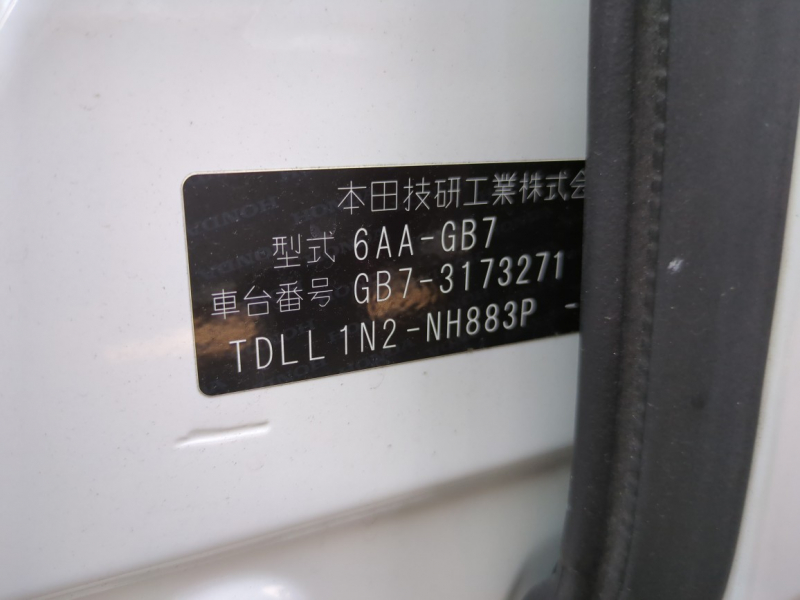 本田技研工業株式会
型式 6AA-GB7
車台番号 GB7-3173271
TDLL1N2-NH883P -